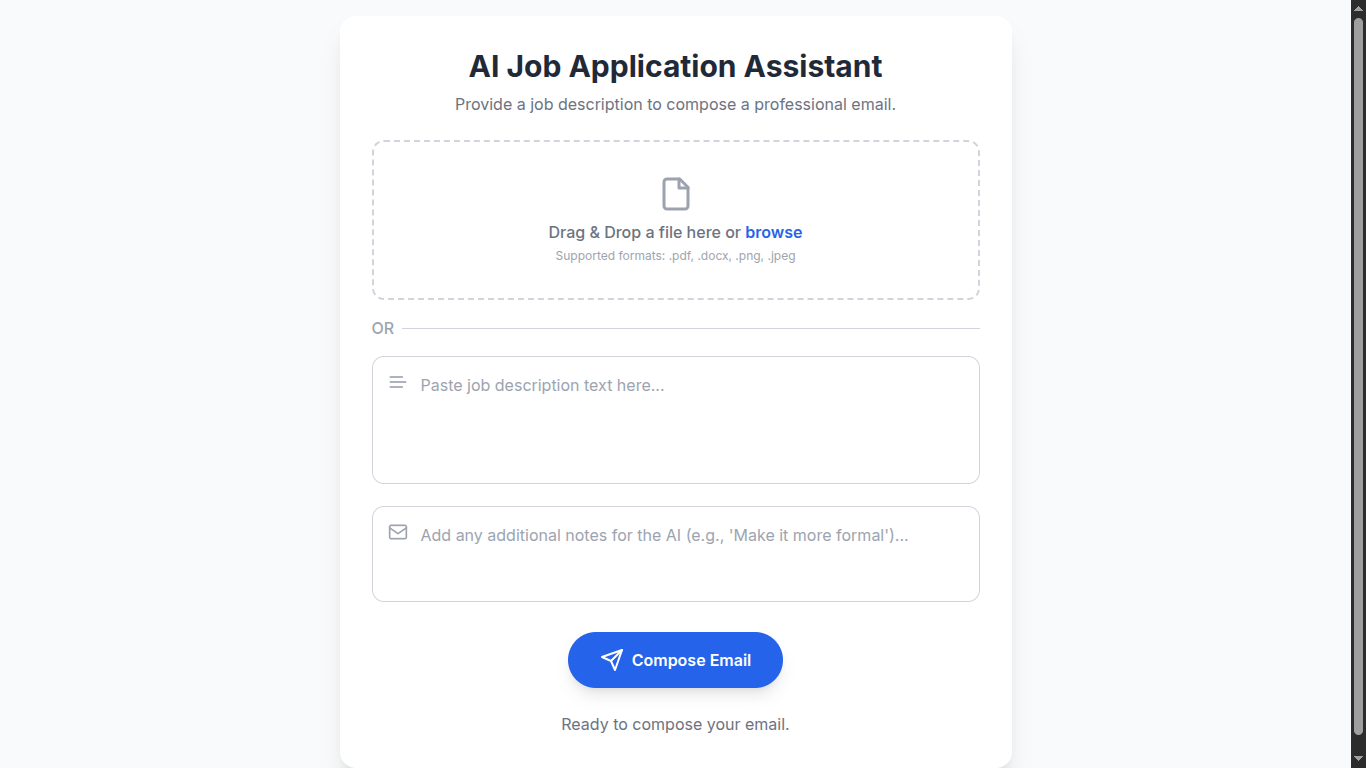 AI Job Application Assistant
Provide a job description to compose a professional email.
Drag & Drop a file here or browse
Supported formats: .pdf, .docx, .png, .jpeg
OR
Paste job description text here...
Add any additional notes for the AI (e.g., 'Make it more formal')...
Compose Email
Ready to compose your email.